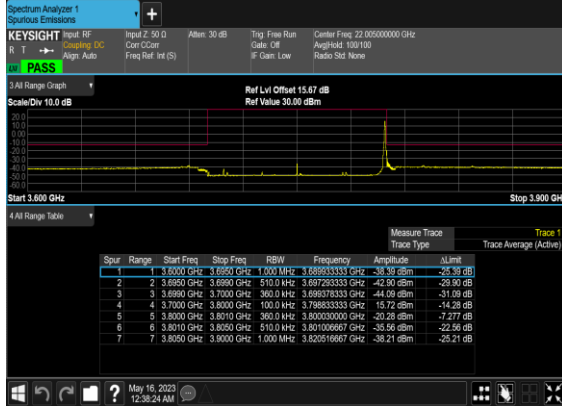 Spectrum Analyzer 1
Spurious Emissions
+
KEYSIGHT Input: RF Input Z: 50 Ω Atten: 30 dB Trig: Free Run Center Freq: 22.005000000 GHz
R T Coupling: DC Corr CCorr Gate: Off Avg|Hold: 100/100
Align: Auto Freq Ref: Int (S) IF Gain: Low Radio Std: None
PASS
3 All Range Graph Ref Lvl Offset 15.67 dB
Scale/Div 10.0 dB Ref Value 30.00 dBm
20.0
10.0
0.00
-10.0
-20.0
-30.0
-40.0
-50.0
-60.0
Start 3.600 GHz Stop 3.900 GH
4 All Range Table
Measure Trace Trace 1
Trace Type Trace Average (Active)
Spur Range Start Freq Stop Freq RBW Frequency Amplitude ΔLimit
1 1 3.6000 GHz 3.6950 GHz 1.000 MHz 3.689933333 GHz -38.39 dBm -25.39 dB
2 2 3.6950 GHz 3.6990 GHz 510.0 kHz 3.697293333 GHz -42.90 dBm -29.90 dB
3 3 3.6990 GHz 3.7000 GHz 360.0 kHz 3.699378333 GHz -44.09 dBm -31.09 dB
4 4 3.7000 GHz 3.8000 GHz 100.0 kHz 3.798833333 GHz 15.72 dBm -14.28 dB
5 5 3.8000 GHz 3.8010 GHz 360.0 kHz 3.800030000 GHz -20.28 dBm -7.277 dB
6 6 3.8010 GHz 3.8050 GHz 510.0 kHz 3.801006667 GHz -35.56 dBm -22.56 dB
7 7 3.8050 GHz 3.9000 GHz 1.000 MHz 3.820516667 GHz -38.21 dBm -25.21 dB
? May 16, 2023
12:38:24 AM